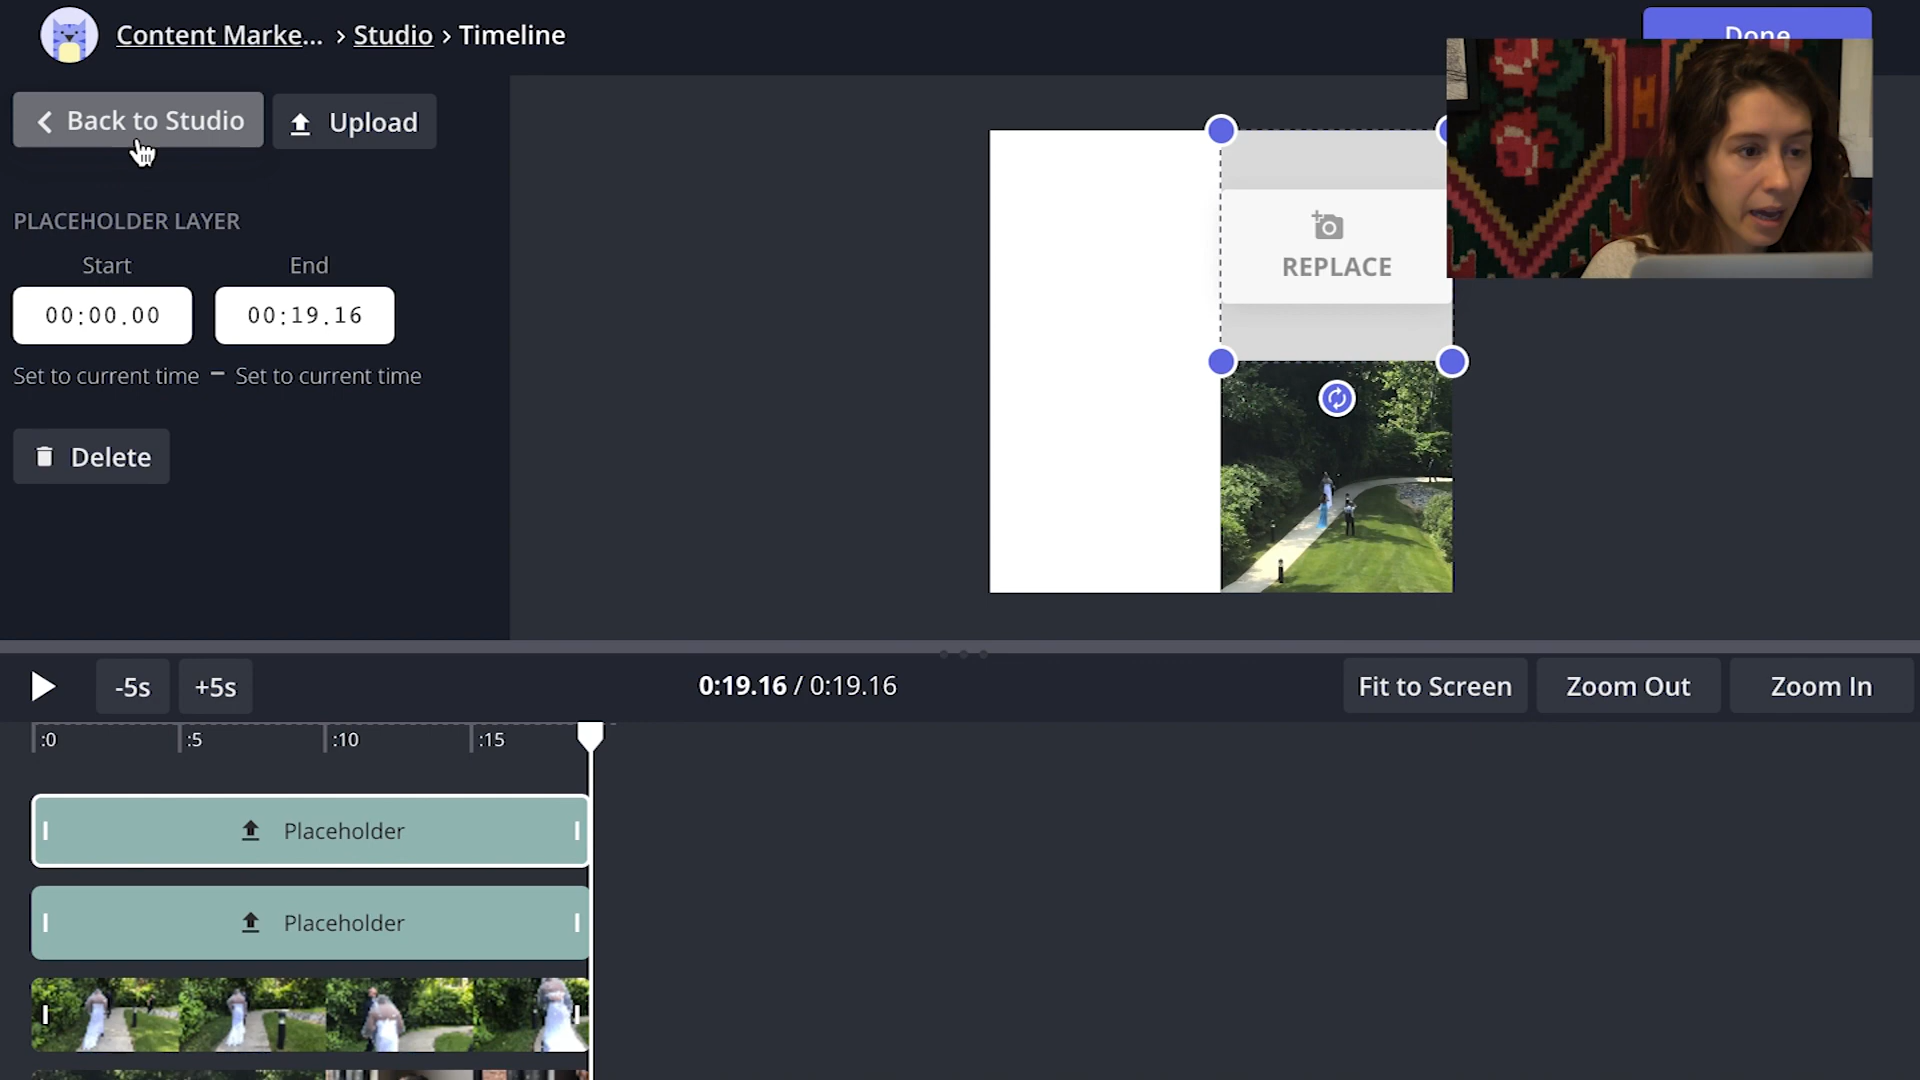 Content Marke... › Studio › Timeline
Done
Back to Studio
Upload
PLACEHOLDER LAYER
Start End
00:00.00 00:19.16
Set to current time – Set to current time
Delete
REPLACE
-5s +5s 0:19.16 / 0:19.16 Fit to Screen Zoom Out Zoom In
:0 :5 :10 :15
Placeholder
Placeholder